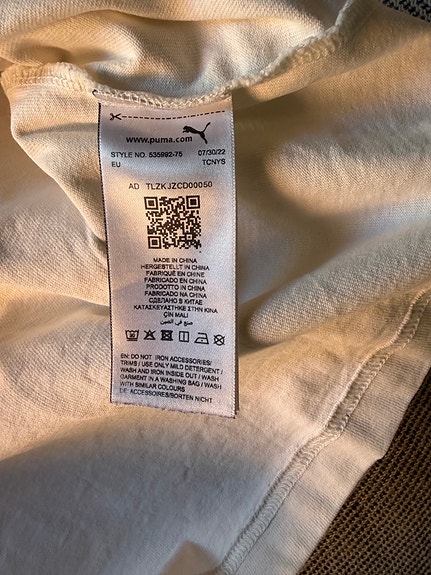 www.puma.com
STYLE NO. 535992-75 07/30/22
EU TCNYS
AD TLZKJZCD00050
MADE IN CHINA
HERGESTELLT IN CHINA
FABRIQUÉ EN CHINE
FABRICADO EN CHINA
PRODOTTO IN CHINA
FABRICADO NA CHINA
СДЕЛАНО В КИТАЕ
ΚΑΤΑΣΚΕΥΑΣΤΗΚΕ ΣΤΗΝ ΚΙΝΑ
ÇİN MALI
صنع في الصين
EN: DO NOT IRON ACCESSORIES/
TRIMS / USE ONLY MILD DETERGENT /
WASH AND IRON INSIDE OUT / WASH
GARMENT IN A WASHING BAG / WASH
WITH SIMILAR COLOURS
DE: ACCESSOIRES/BORTEN NICHT